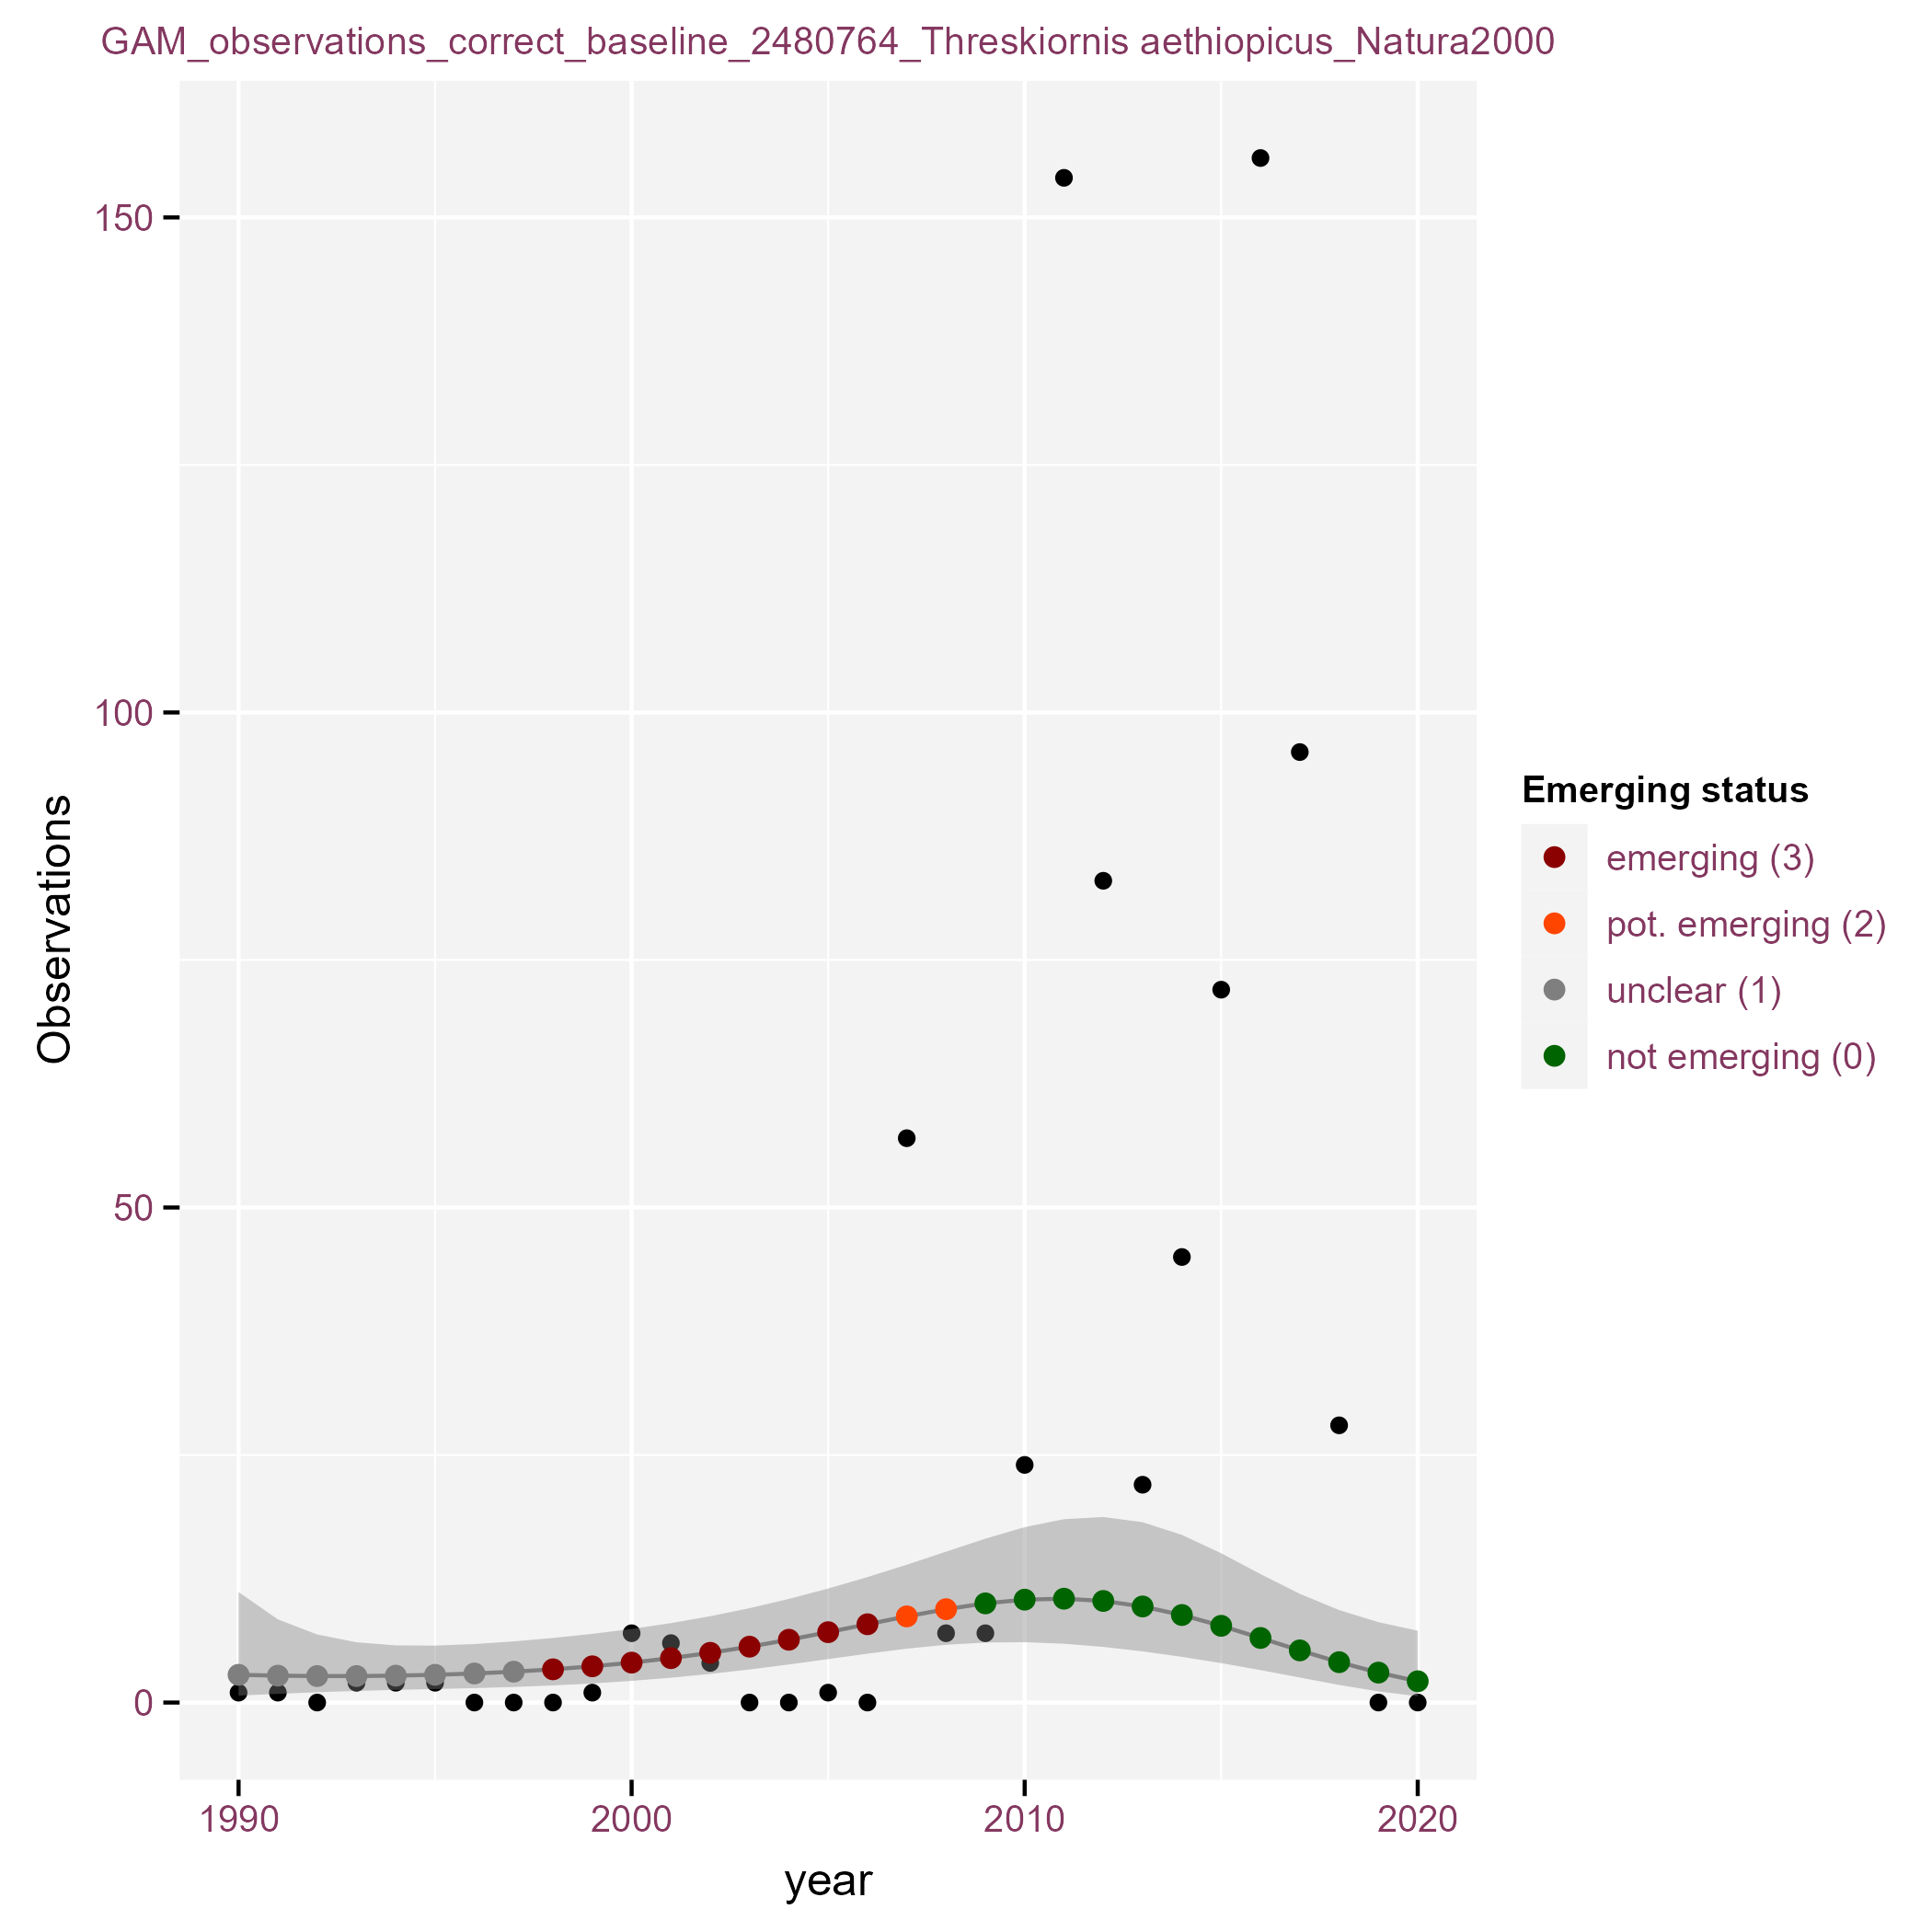 GAM_observations_correct_baseline_2480764_Threskiornis aethiopicus_Natura2000
150
100
50
0
Observations
1990 2000 2010 2020
year
Emerging status
emerging (3)
pot. emerging (2)
unclear (1)
not emerging (0)